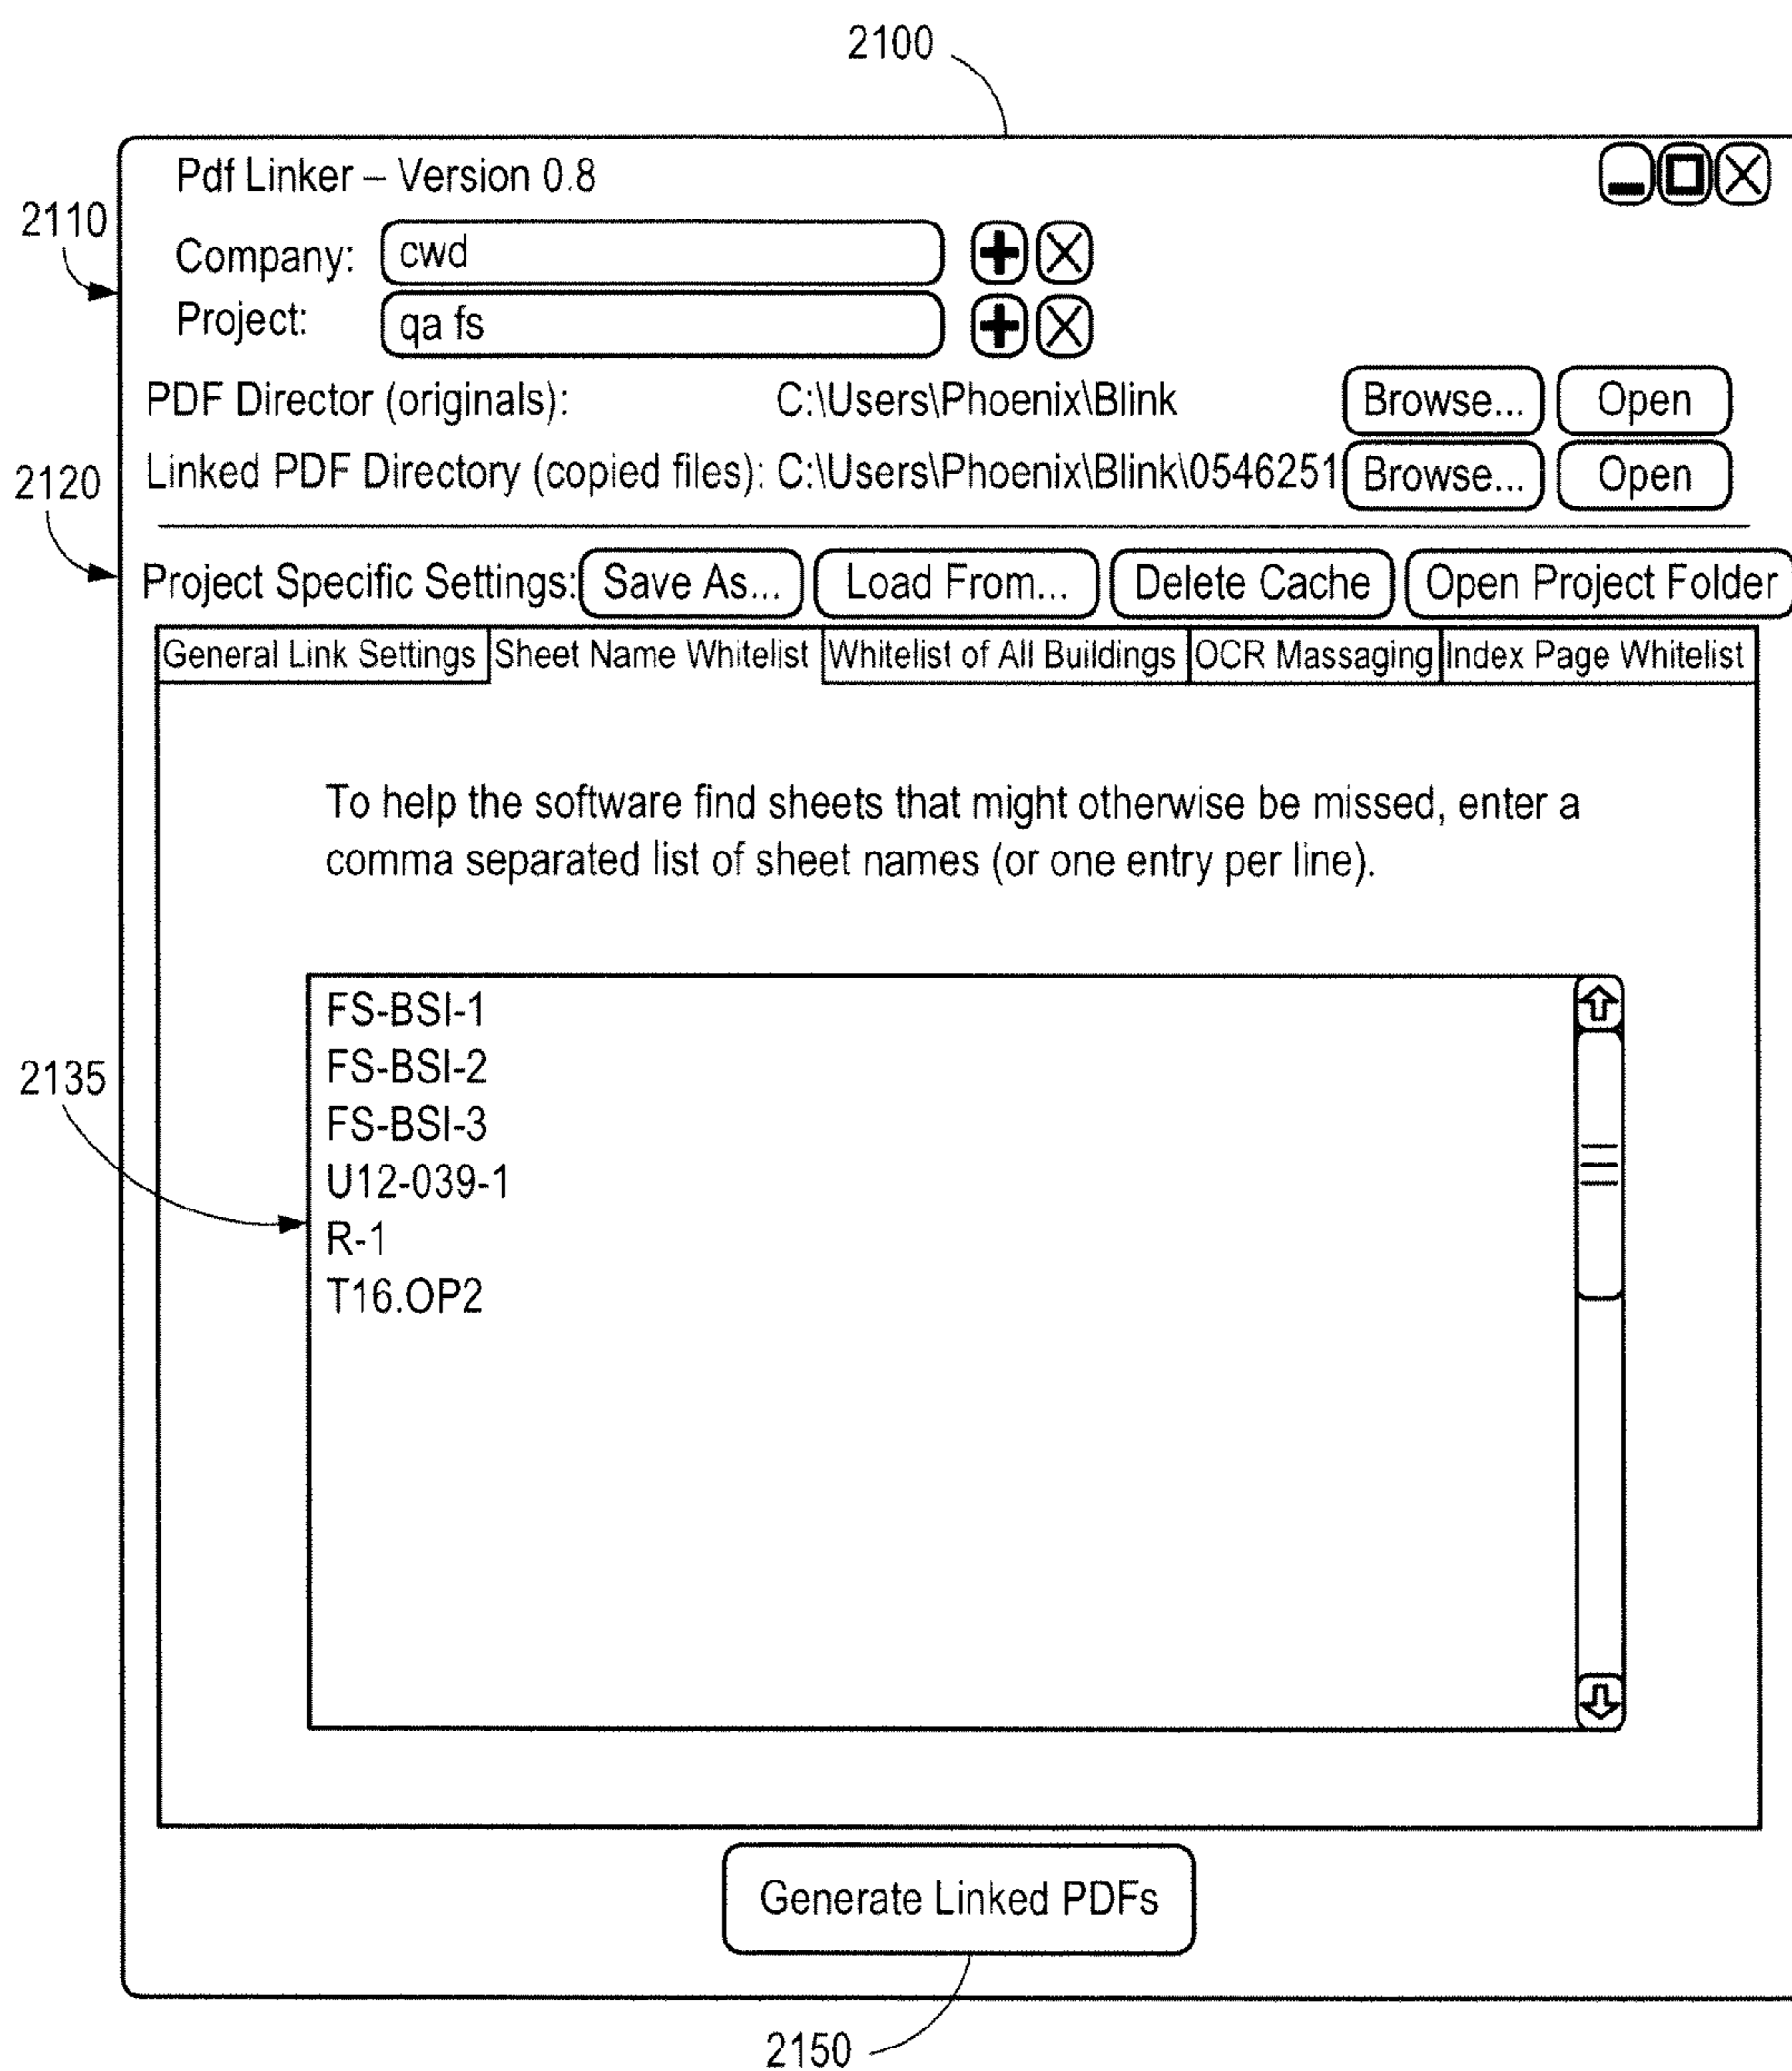 2100
Pdf Linker – Version 0.8
2110
Company: cwd
Project: qa fs
PDF Director (originals): C:\Users\Phoenix\Blink Browse... Open
2120
Linked PDF Directory (copied files): C:\Users\Phoenix\Blink\0546251 Browse... Open
Project Specific Settings: Save As... Load From... Delete Cache Open Project Folder
General Link Settings Sheet Name Whitelist Whitelist of All Buildings OCR Massaging Index Page Whitelist
To help the software find sheets that might otherwise be missed, enter a
comma separated list of sheet names (or one entry per line).
FS-BSI-1
FS-BSI-2
2135
FS-BSI-3
U12-039-1
R-1
T16.OP2
Generate Linked PDFs
2150